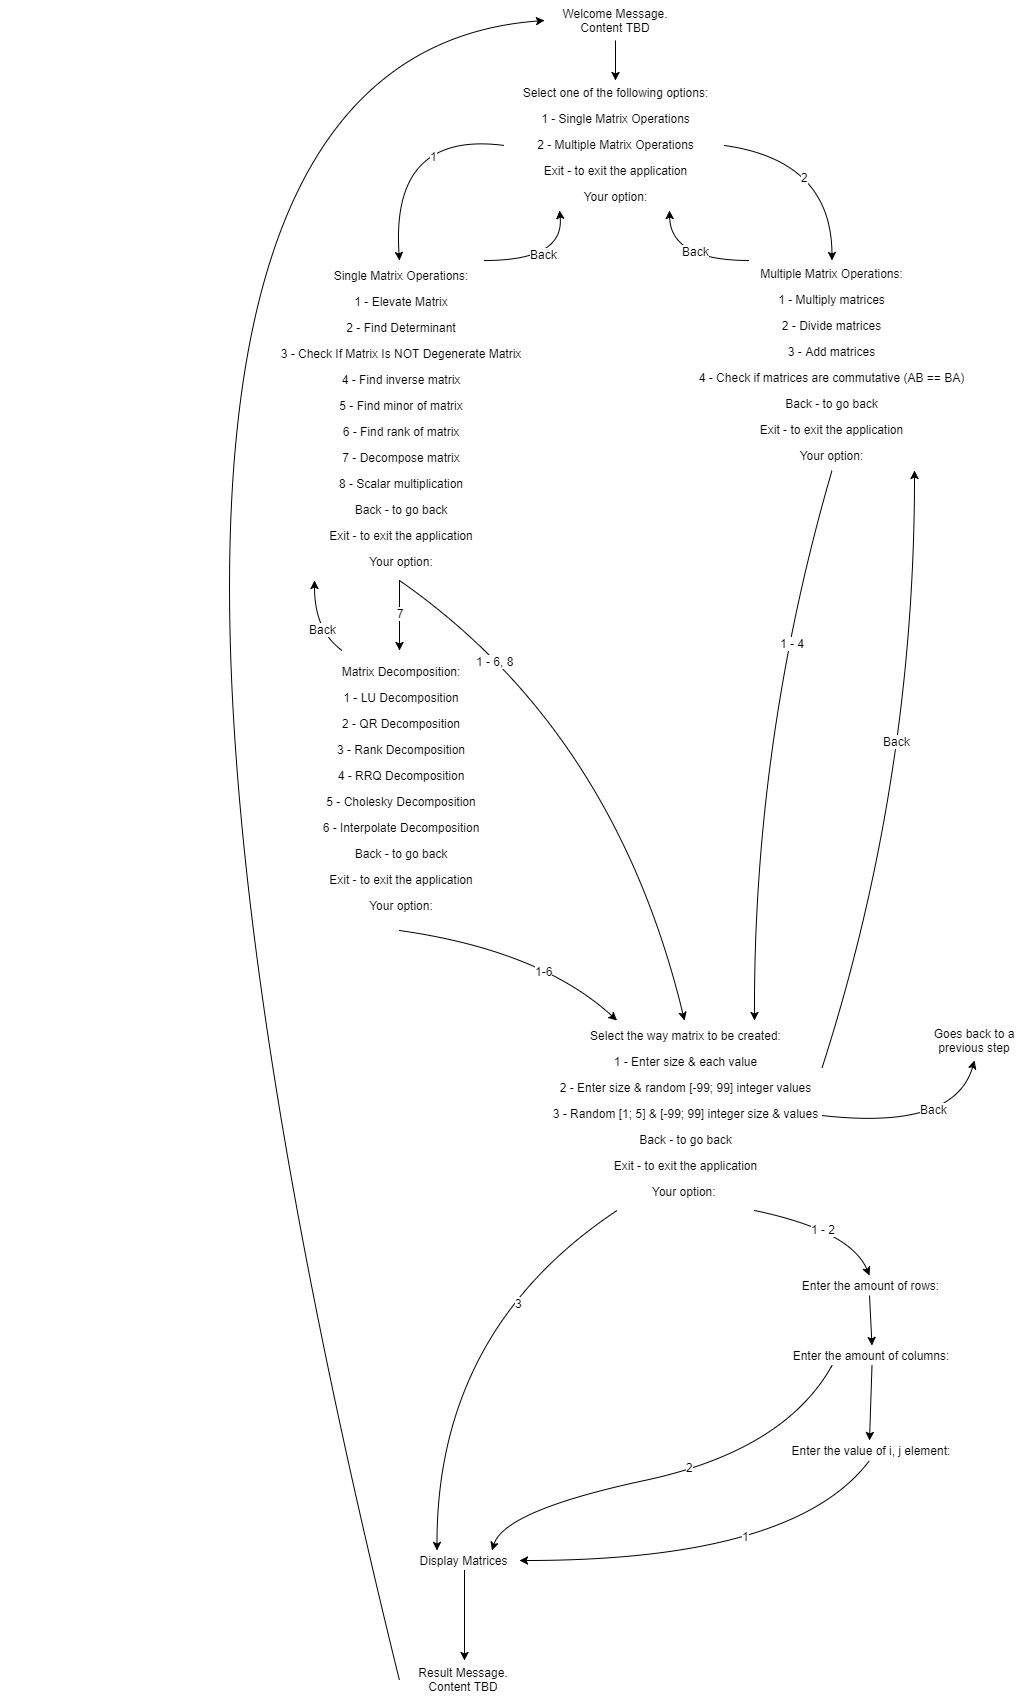 Welcome Message.
Content TBD
Select one of the following options:
1 - Single Matrix Operations
2 - Multiple Matrix Operations
Exit - to exit the application
Your option:
1
2
Back
Back
Single Matrix Operations:
1 - Elevate Matrix
2 - Find Determinant
3 - Check If Matrix Is NOT Degenerate Matrix
4 - Find inverse matrix
5 - Find minor of matrix
6 - Find rank of matrix
7 - Decompose matrix
8 - Scalar multiplication
Back - to go back
Exit - to exit the application
Your option:
Multiple Matrix Operations:
1 - Multiply matrices
2 - Divide matrices
3 - Add matrices
4 - Check if matrices are commutative (AB == BA)
Back - to go back
Exit - to exit the application
Your option:
7
Back
1 - 6, 8
1 - 4
Matrix Decomposition:
1 - LU Decomposition
2 - QR Decomposition
3 - Rank Decomposition
4 - RRQ Decomposition
5 - Cholesky Decomposition
6 - Interpolate Decomposition
Back - to go back
Exit - to exit the application
Your option:
Back
1-6
Select the way matrix to be created:
1 - Enter size & each value
2 - Enter size & random [-99; 99] integer values
3 - Random [1; 5] & [-99; 99] integer size & values
Back - to go back
Exit - to exit the application
Your option:
Goes back to a
previous step
Back
1 - 2
3
Enter the amount of rows:
Enter the amount of columns:
Enter the value of i, j element:
2
1
Display Matrices
Result Message.
Content TBD